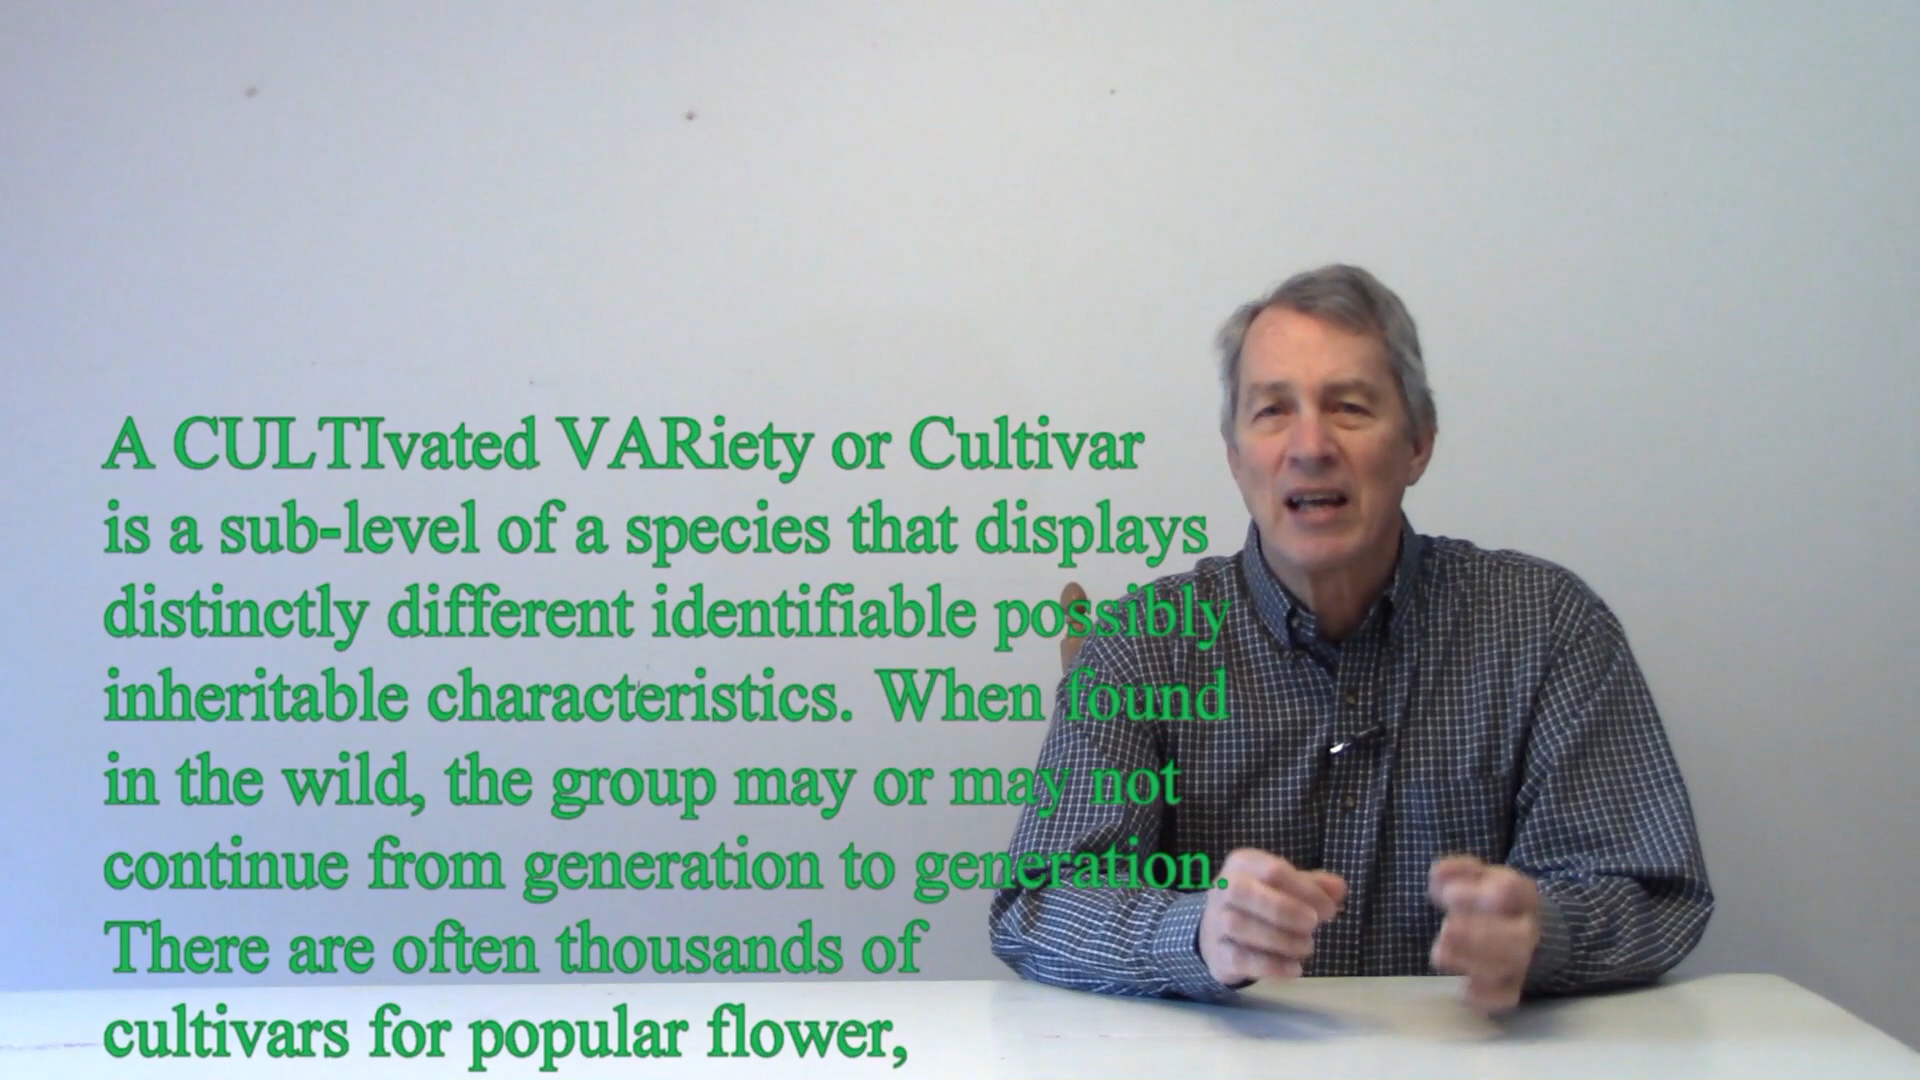 A CULTIvated VARiety or Cultivar
is a sub-level of a species that displays
distinctly different identifiable possibly
inheritable characteristics. When found
in the wild, the group may or may not
continue from generation to generation.
There are often thousands of
cultivars for popular flower,